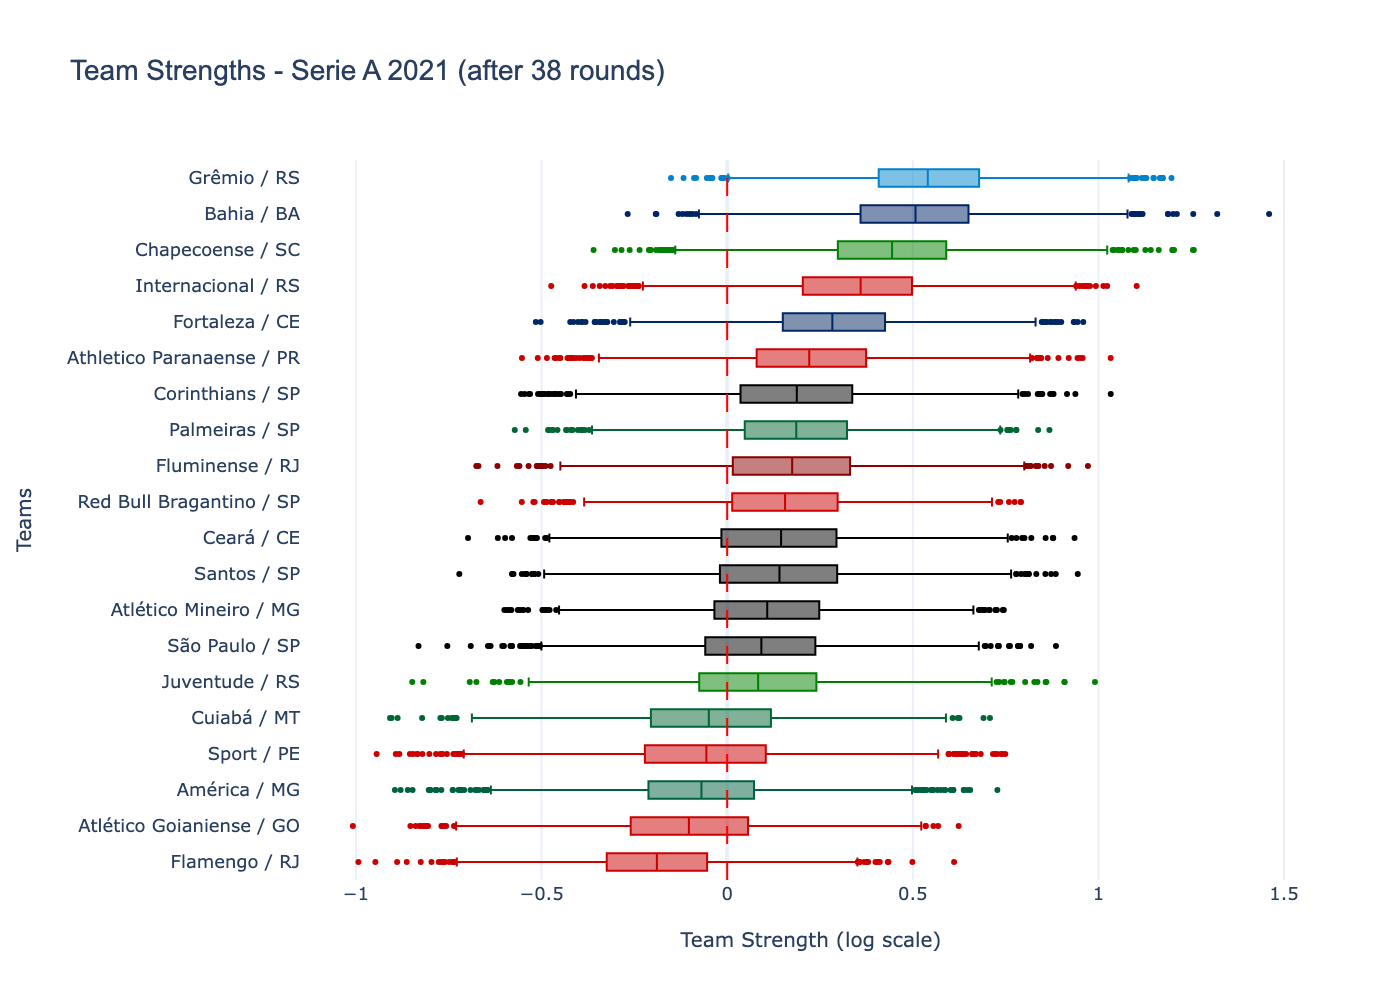 Team Strengths - Serie A 2021 (after 38 rounds)
Grêmio / RS
Bahia / BA
Chapecoense / SC
Internacional / RS
Fortaleza / CE
Athletico Paranaense / PR
Corinthians / SP
Palmeiras / SP
Fluminense / RJ
Red Bull Bragantino / SP
Ceará / CE
Santos / SP
Atlético Mineiro / MG
São Paulo / SP
Juventude / RS
Cuiabá / MT
Sport / PE
América / MG
Atlético Goianiense / GO
Flamengo / RJ
Teams
−1 −0.5 0 0.5 1 1.5
Team Strength (log scale)